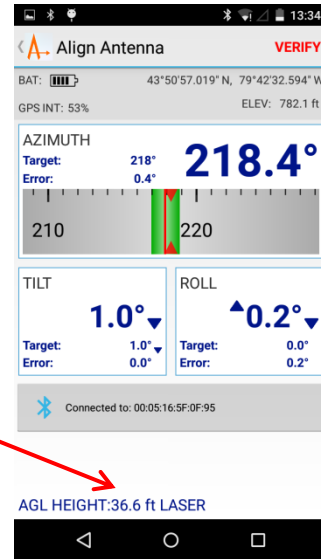 13:34
Align Antenna VERIFY
BAT: 43°50'57.019" N, 79°42'32.594" W
GPS INT: 53% ELEV: 782.1 ft
AZIMUTH
218.4°
Target: 218°
Error: 0.4°
210 220
TILT ROLL
1.0° 0.2°
Target: 1.0° Target: 0.0°
Error: 0.0° Error: 0.2°
Connected to: 00:05:16:5F:0F:95
AGL HEIGHT:36.6 ft LASER